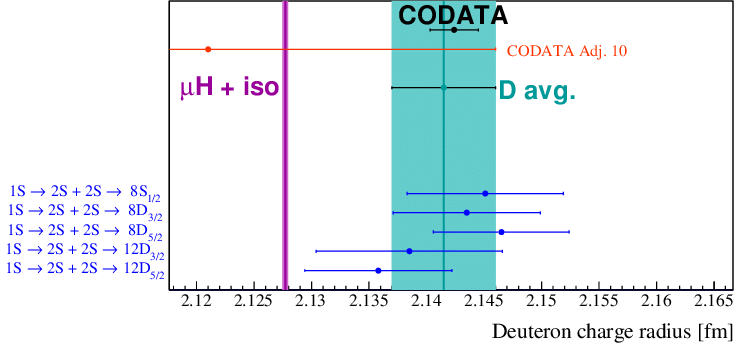 CODATA
CODATA Adj. 10
μH + iso
D avg.
1S → 2S + 2S → 8S1/2
1S → 2S + 2S → 8D3/2
1S → 2S + 2S → 8D5/2
1S → 2S + 2S → 12D3/2
1S → 2S + 2S → 12D5/2
2.12 2.125 2.13 2.135 2.14 2.145 2.15 2.155 2.16 2.165
Deuteron charge radius [fm]